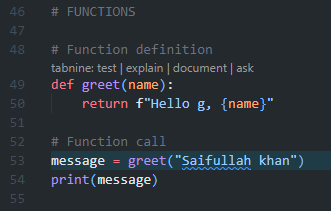 46 # FUNCTIONS
47
48 # Function definition
tabnine: test | explain | document | ask
49 def greet(name):
50 return f"Hello g, {name}"
51
52 # Function call
53 message = greet("Saifullah khan")
54 print(message)
55